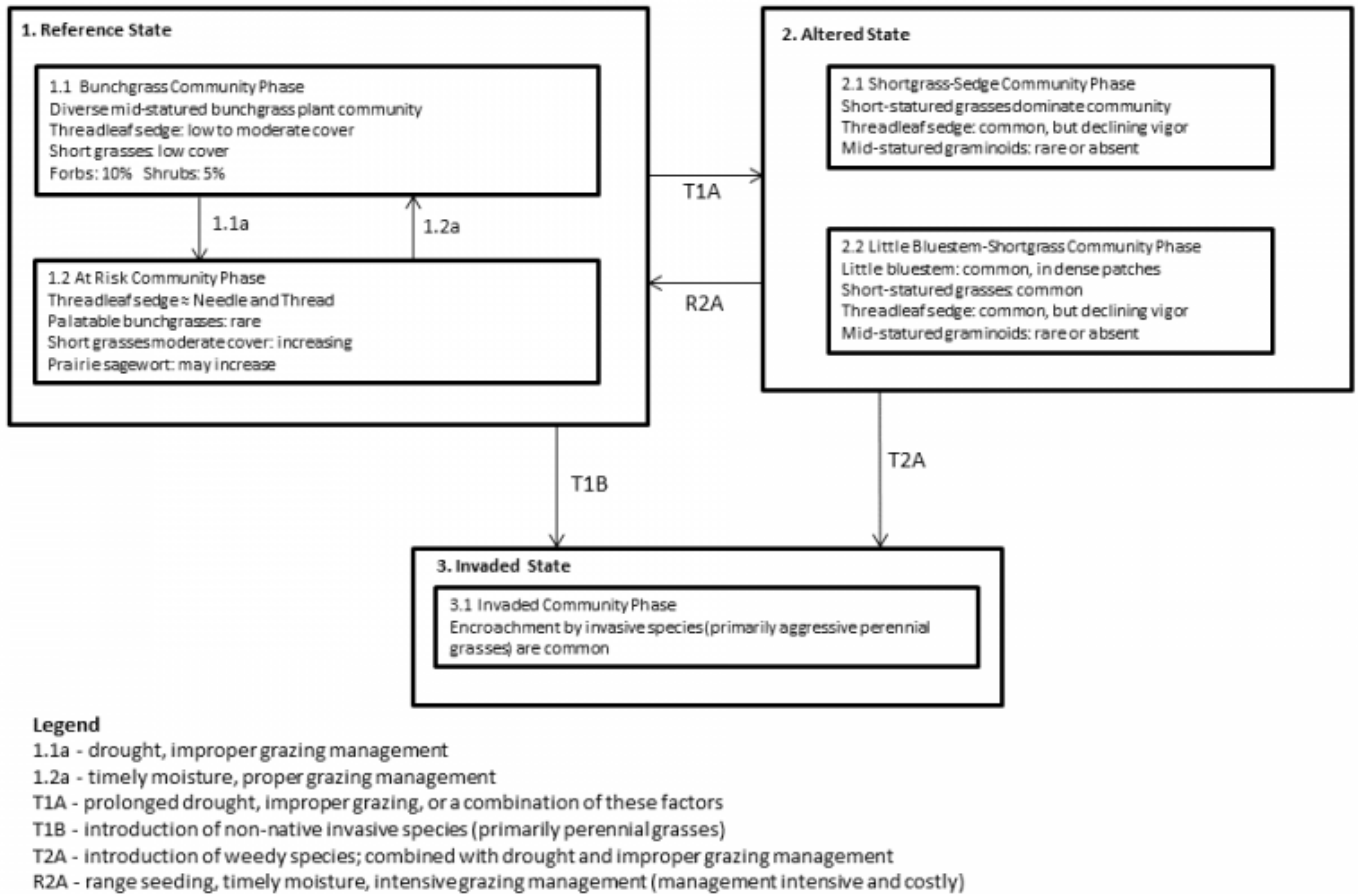 1. Reference State
1.1 Bunchgrass Community Phase
Diverse mid-statured bunchgrass plant community
Threadleaf sedge: low to moderate cover
Short grasses: low cover
Forbs: 10% Shrubs: 5%
1.1a
1.2a
1.2 At Risk Community Phase
Threadleaf sedge ≈ Needle and Thread
Palatable bunchgrasses: rare
Short grasses moderate cover: increasing
Prairie sagewort: may increase
T1A
R2A
2. Altered State
2.1 Shortgrass-Sedge Community Phase
Short-statured grasses dominate community
Threadleaf sedge: common, but declining vigor
Mid-statured graminoids: rare or absent
2.2 Little Bluestem-Shortgrass Community Phase
Little bluestem: common, in dense patches
Short-statured grasses: common
Threadleaf sedge: common, but declining vigor
Mid-statured graminoids: rare or absent
T1B
T2A
3. Invaded State
3.1 Invaded Community Phase
Encroachment by invasive species (primarily aggressive perennial
grasses) are common
Legend
1.1a - drought, improper grazing management
1.2a - timely moisture, proper grazing management
T1A - prolonged drought, improper grazing, or a combination of these factors
T1B - introduction of non-native invasive species (primarily perennial grasses)
T2A - introduction of weedy species; combined with drought and improper grazing management
R2A - range seeding, timely moisture, intensive grazing management (management intensive and costly)